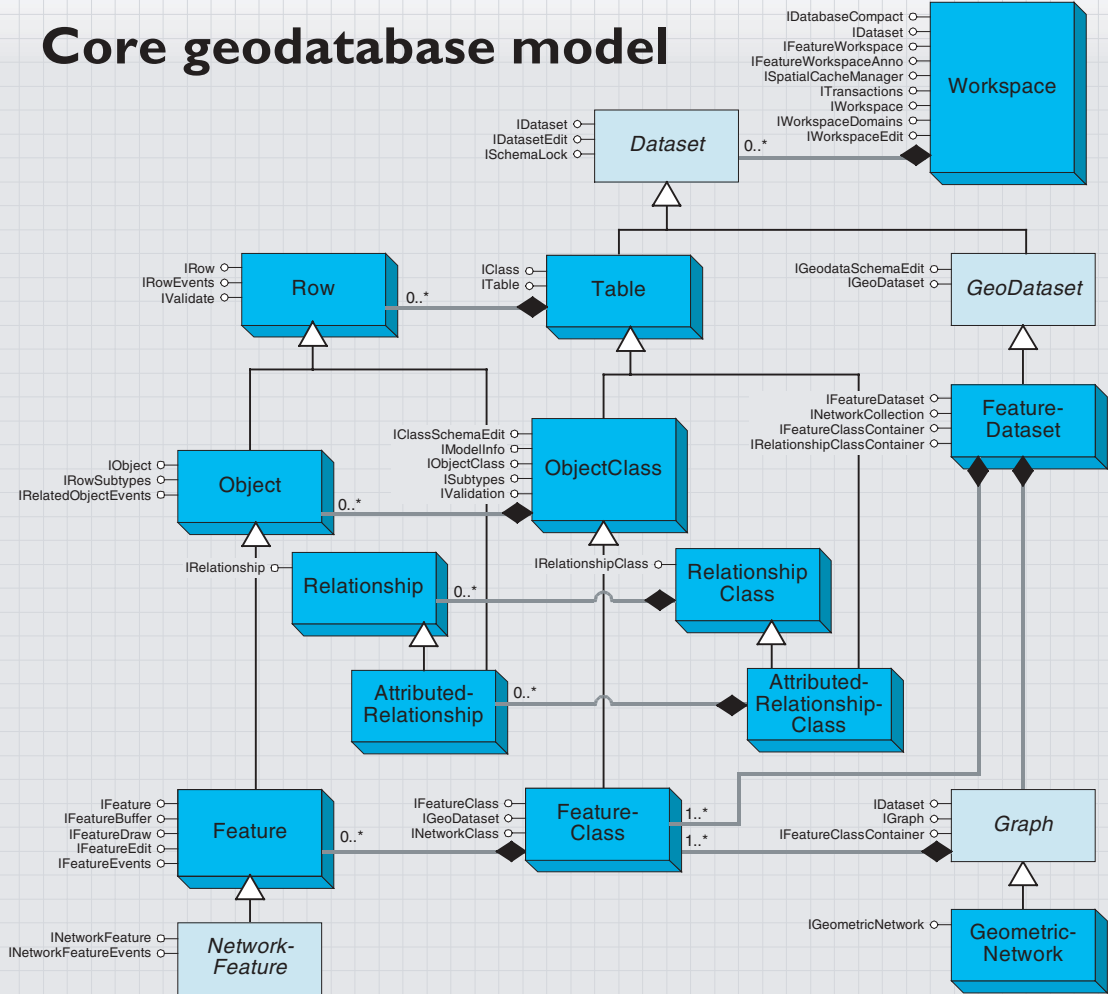 Core geodatabase model
IDatabaseCompact
IDataset
IFeatureWorkspace
IFeatureWorkspaceAnno
ISpatialCacheManager
ITransactions
IWorkspace
IWorkspaceDomains
IWorkspaceEdit
Workspace
IDataset
IDatasetEdit
ISchemaLock
Dataset
0..*
IRow
IRowEvents
IValidate
Row
0..*
IClass
ITable
Table
IGeodataSchemaEdit
IGeoDataset
GeoDataset
IFeatureDataset
INetworkCollection
IFeatureClassContainer
IRelationshipClassContainer
Feature-
Dataset
IObject
IRowSubtypes
IRelatedObjectEvents
Object
0..*
IClassSchemaEdit
IModelInfo
IObjectClass
ISubtypes
IValidation
ObjectClass
IRelationship
Relationship
0..*
IRelationshipClass
Relationship
Class
Attributed-
Relationship
0..*
Attributed-
Relationship-
Class
IFeature
IFeatureBuffer
IFeatureDraw
IFeatureEdit
IFeatureEvents
Feature
0..*
IFeatureClass
IGeoDataset
INetworkClass
Feature-
Class
1..*
1..*
IDataset
IGraph
IFeatureClassContainer
Graph
INetworkFeature
INetworkFeatureEvents
Network-
Feature
IGeometricNetwork
Geometric-
Network